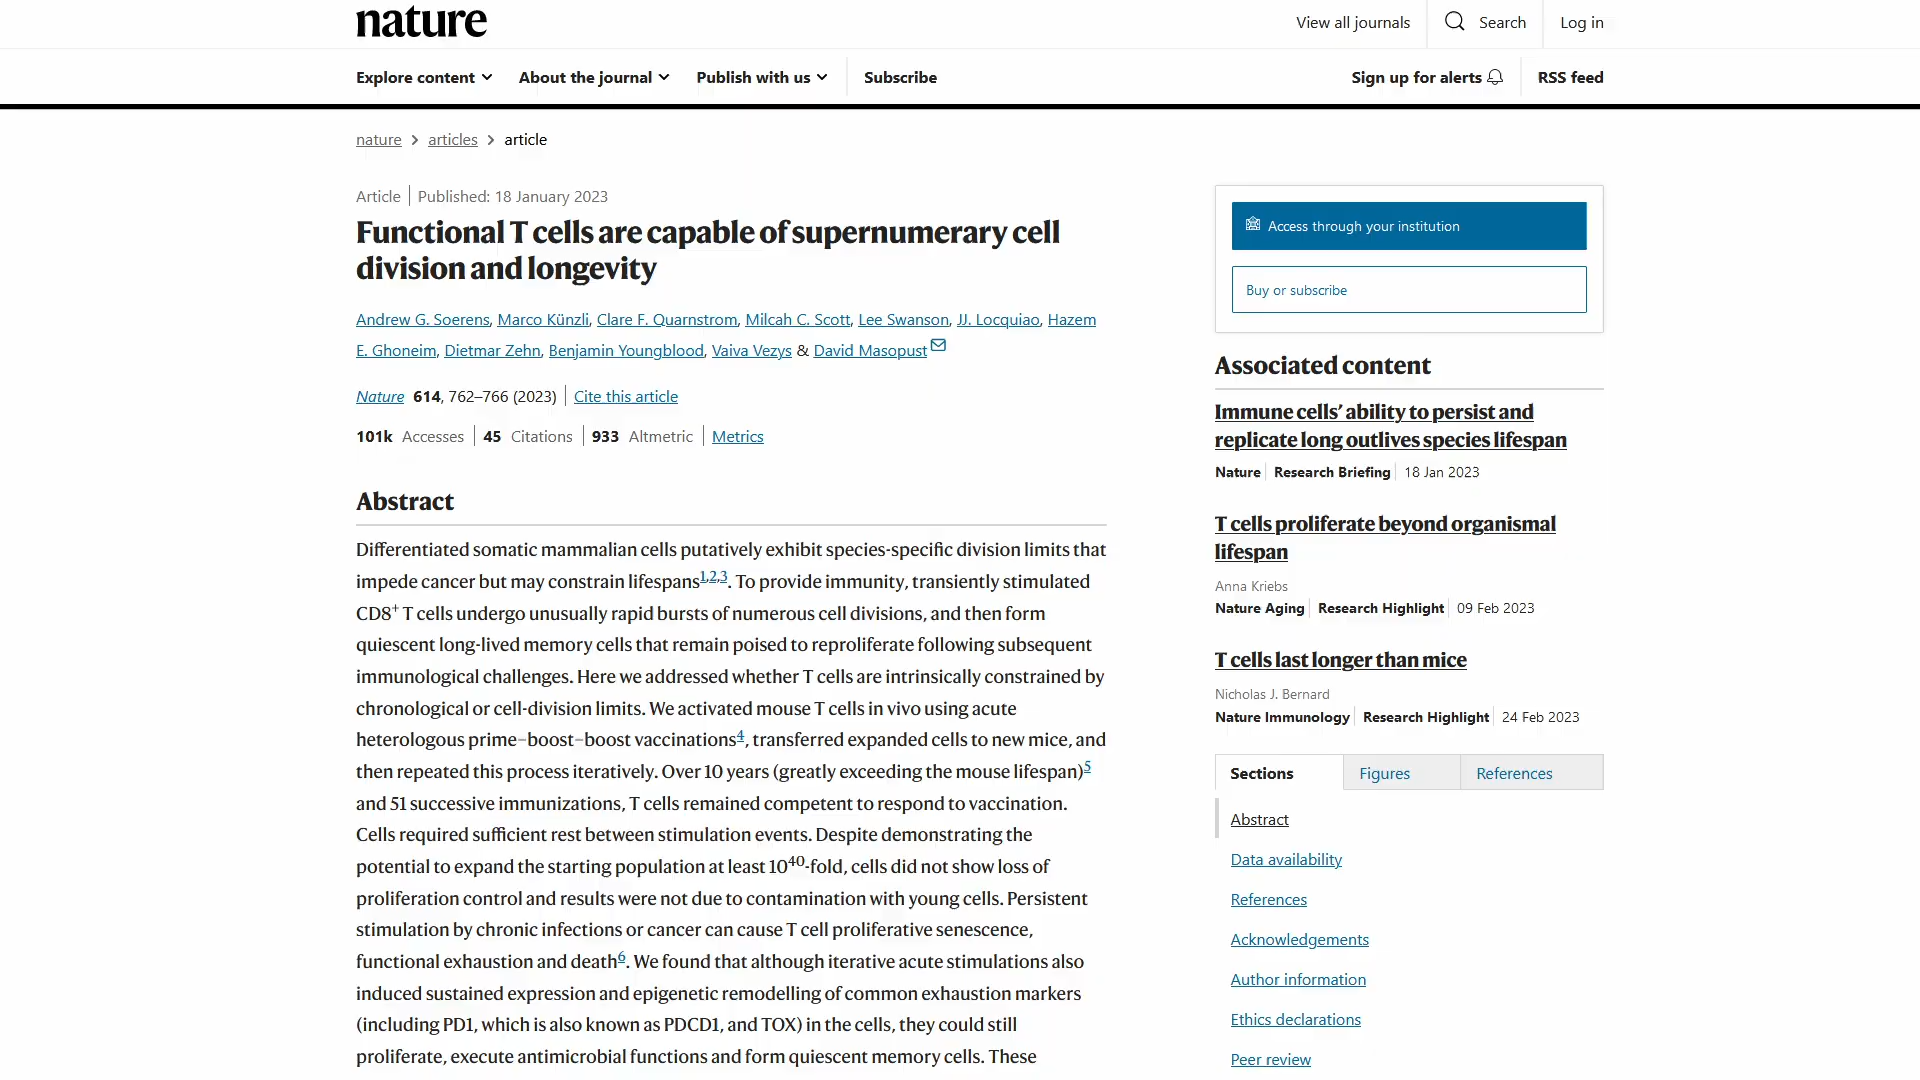 nature
View all journals
Search
Log in
Explore content
About the journal
Publish with us
Subscribe
Sign up for alerts
RSS feed
nature > articles > article
Article | Published: 18 January 2023
Functional T cells are capable of supernumerary cell
division and longevity
Andrew G. Soerens, Marco Künzli, Clare F. Quarnstrom, Milcah C. Scott, Lee Swanson, JJ. Locquiao, Hazem
E. Ghoneim, Dietmar Zehn, Benjamin Youngblood, Vaiva Vezys & David Masopust
Nature 614, 762–766 (2023) | Cite this article
101k Accesses | 45 Citations | 933 Altmetric | Metrics
Abstract
Differentiated somatic mammalian cells putatively exhibit species-specific division limits that
impede cancer but may constrain lifespans1,2,3. To provide immunity, transiently stimulated
CD8+ T cells undergo unusually rapid bursts of numerous cell divisions, and then form
quiescent long-lived memory cells that remain poised to reproliferate following subsequent
immunological challenges. Here we addressed whether T cells are intrinsically constrained by
chronological or cell-division limits. We activated mouse T cells in vivo using acute
heterologous prime–boost–boost vaccinations4, transferred expanded cells to new mice, and
then repeated this process iteratively. Over 10 years (greatly exceeding the mouse lifespan)5
and 51 successive immunizations, T cells remained competent to respond to vaccination.
Cells required sufficient rest between stimulation events. Despite demonstrating the
potential to expand the starting population at least 10^40-fold, cells did not show loss of
proliferation control and results were not due to contamination with young cells. Persistent
stimulation by chronic infections or cancer can cause T cell proliferative senescence,
functional exhaustion and death6. We found that although iterative acute stimulations also
induced sustained expression and epigenetic remodelling of common exhaustion markers
(including PD1, which is also known as PDCD1, and TOX) in the cells, they could still
proliferate, execute antimicrobial functions and form quiescent memory cells. These
Access through your institution
Buy or subscribe
Associated content
Immune cells’ ability to persist and
replicate long outlives species lifespan
Nature | Research Briefing | 18 Jan 2023
T cells proliferate beyond organismal
lifespan
Anna Kriebs
Nature Aging | Research Highlight | 09 Feb 2023
T cells last longer than mice
Nicholas J. Bernard
Nature Immunology | Research Highlight | 24 Feb 2023
Sections
Figures
References
Abstract
Data availability
References
Acknowledgements
Author information
Ethics declarations
Peer review